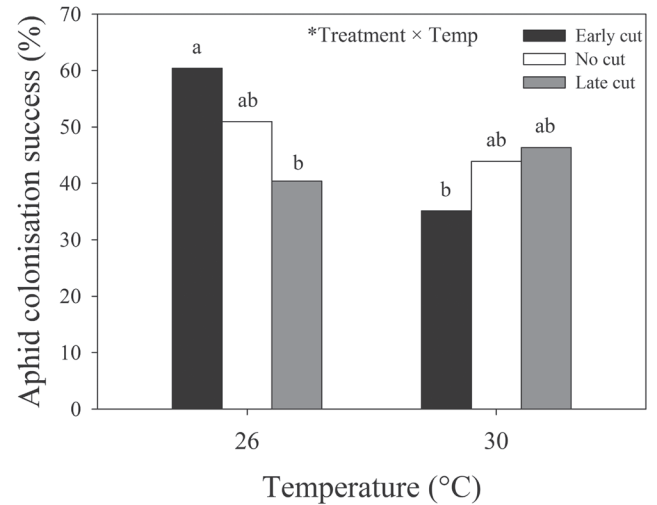 Aphid colonisation success (%)
70
60
50
40
30
20
10
0
*Treatment × Temp
Early cut
No cut
Late cut
a
ab
b
b
ab
ab
26
30
Temperature (°C)